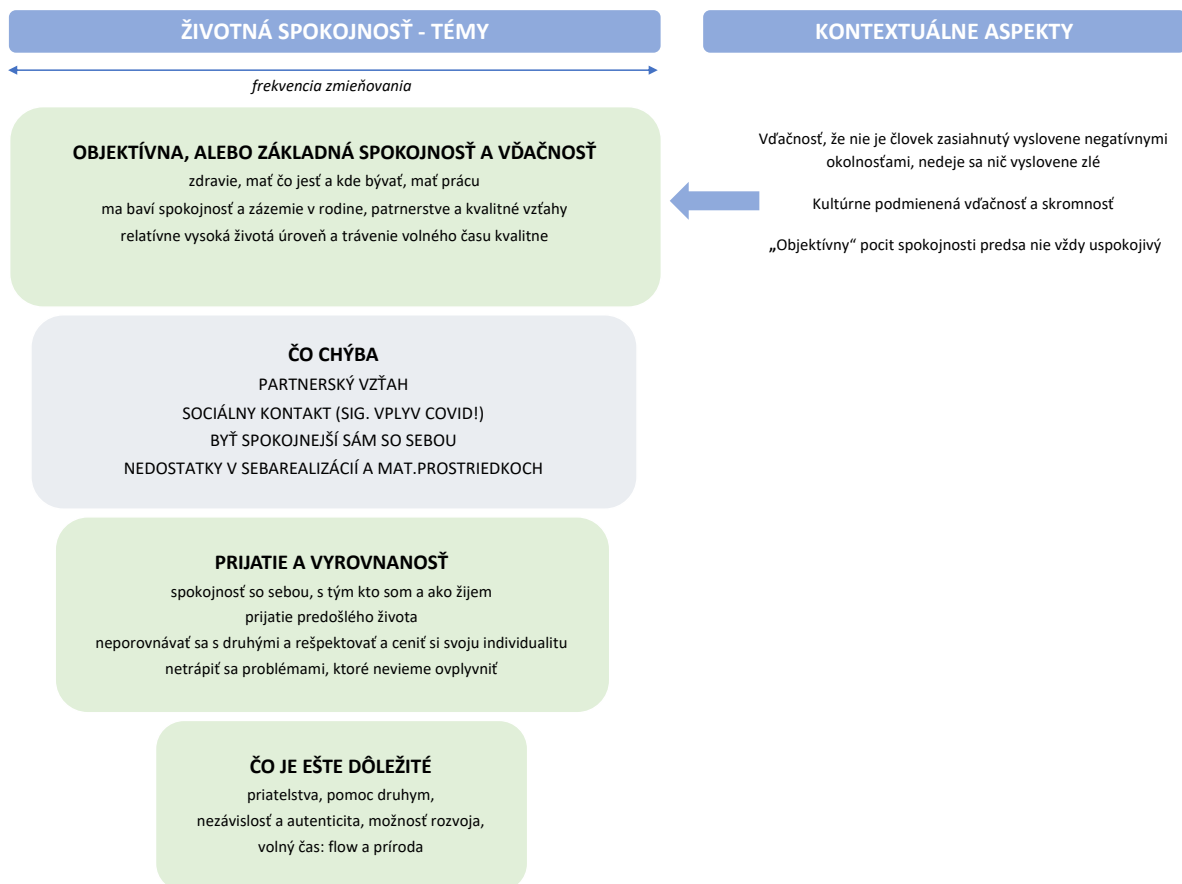 ŽIVOTNÁ SPOKOJNOSŤ - TÉMY
frekvencia zmieňovania
OBJEKTÍVNA, ALEBO ZÁKLADNÁ SPOKOJNOSŤ A VĎAČNOSŤ
zdravie, mať čo jesť a kde bývať, mať prácu
ma baví spokojnosť a zázemie v rodine, patrnerstve a kvalitné vzťahy
relatívne vysoká životá úroveň a trávenie volného času kvalitne
ČO CHÝBA
PARTNERSKÝ VZŤAH
SOCIÁLNY KONTAKT (SIG. VPLYV COVID!)
BYŤ SPOKOJNEJŠÍ SÁM SO SEBOU
NEDOSTATKY V SEBAREALIZÁCIÍ A MAT.PROSTRIEDKOCH
PRIJATIE A VYROVNANOSŤ
spokojnosť so sebou, s tým kto som a ako žijem
prijatie predošlého života
neporovnávať sa s druhými a rešpektovať a ceniť si svoju individualitu
netrápiť sa problémami, ktoré nevieme ovplyvniť
ČO JE EŠTE DÔLEŽITÉ
priatelstva, pomoc druhym,
nezávislosť a autenticita, možnosť rozvoja,
volný čas: flow a príroda
KONTEXTUÁLNE ASPEKTY
Vďačnosť, že nie je človek zasiahnutý vyslovene negatívnymi
okolnosťami, nedeje sa nič vyslovene zlé
Kultúrne podmienená vďačnosť a skromnosť
„Objektívny“ pocit spokojnosti predsa nie vždy uspokojivý